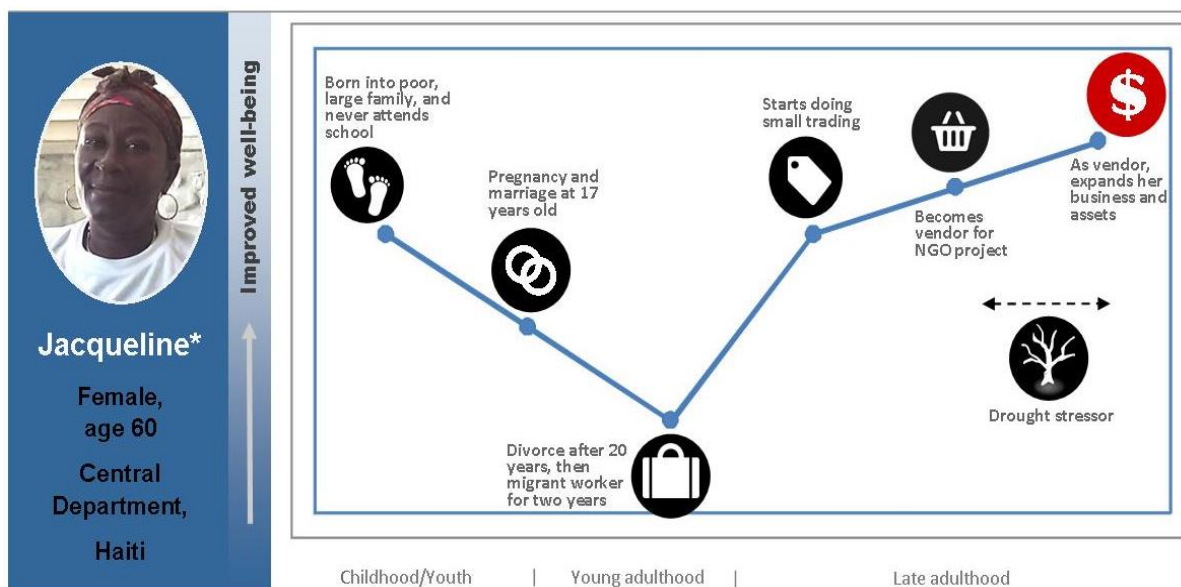 Improved well-being
Jacqueline*
Female,
age 60
Central
Department,
Haiti
Born into poor,
large family, and
never attends
school
Pregnancy and
marriage at 17
years old
Divorce after 20
years, then
migrant worker
for two years
Starts doing
small trading
Becomes
vendor for
NGO project
$
As vendor,
expands her
business and
assets
Drought stressor
Childhood/Youth | Young adulthood | Late adulthood